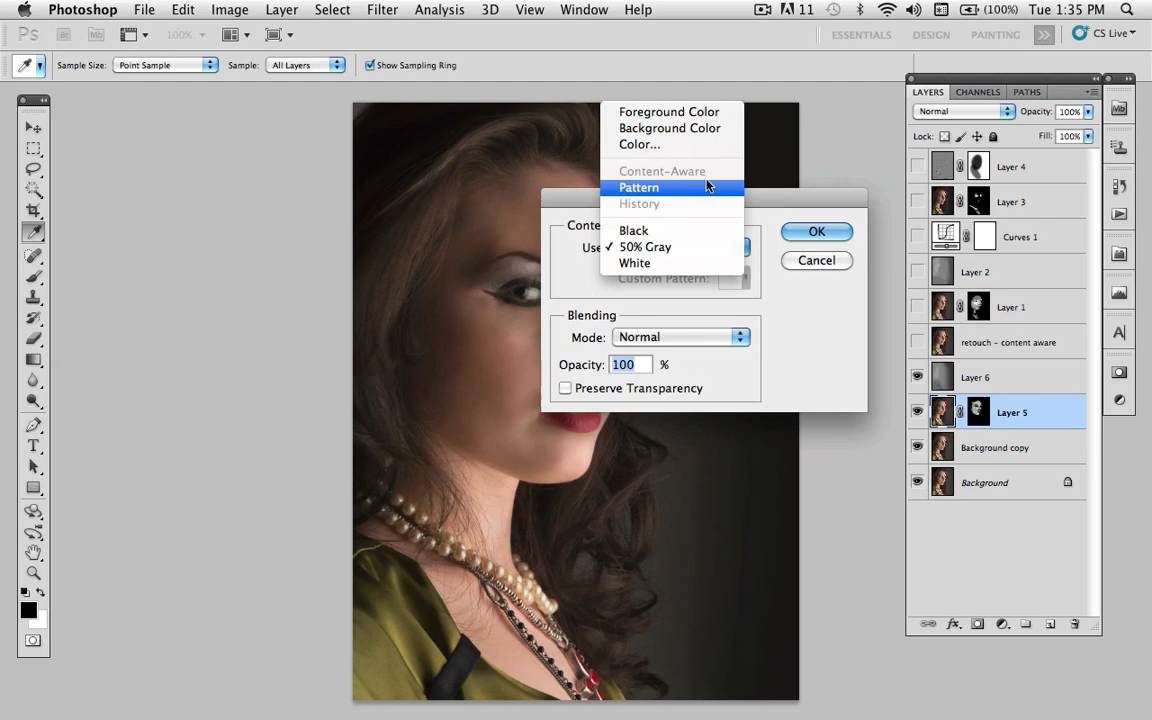 Photoshop File Edit Image Layer Select Filter Analysis 3D View Window Help 11 (100%) Tue 1:35 PM
Ps Br Mb 100% ESSENTIALS DESIGN PAINTING >> CS Live
Sample Size: Point Sample Sample: All Layers Show Sampling Ring
LAYERS CHANNELS PATHS
Normal Opacity: 100%
Lock: Fill: 100%
Layer 4
Layer 3
Curves 1
Layer 2
Layer 1
retouch - content aware
Layer 6
Layer 5
Background copy
Background
Foreground Color
Background Color
Color...
Content-Aware
Pattern
History
Black
50% Gray
White
Conte
Use
Custom Pattern:
OK
Cancel
Blending
Mode: Normal
Opacity: 100 %
Preserve Transparency